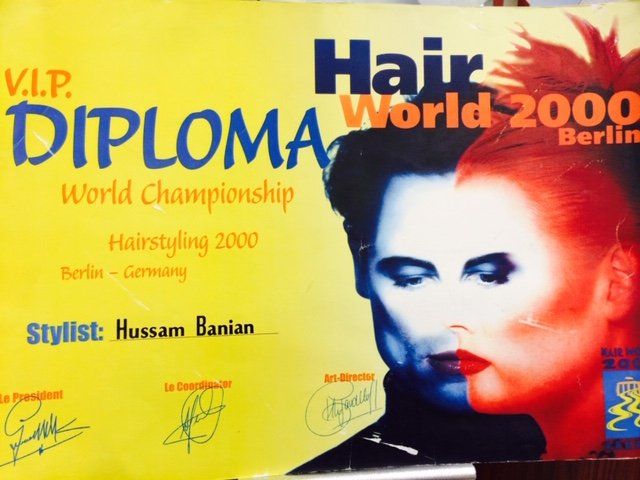 Hair
World 2000
Berlin
V.I.P.
DIPLOMA
World Championship
Hairstyling 2000
Berlin – Germany
Stylist: Hussam Banian
Le President
Le Coordinator
Art-Director
HAIR